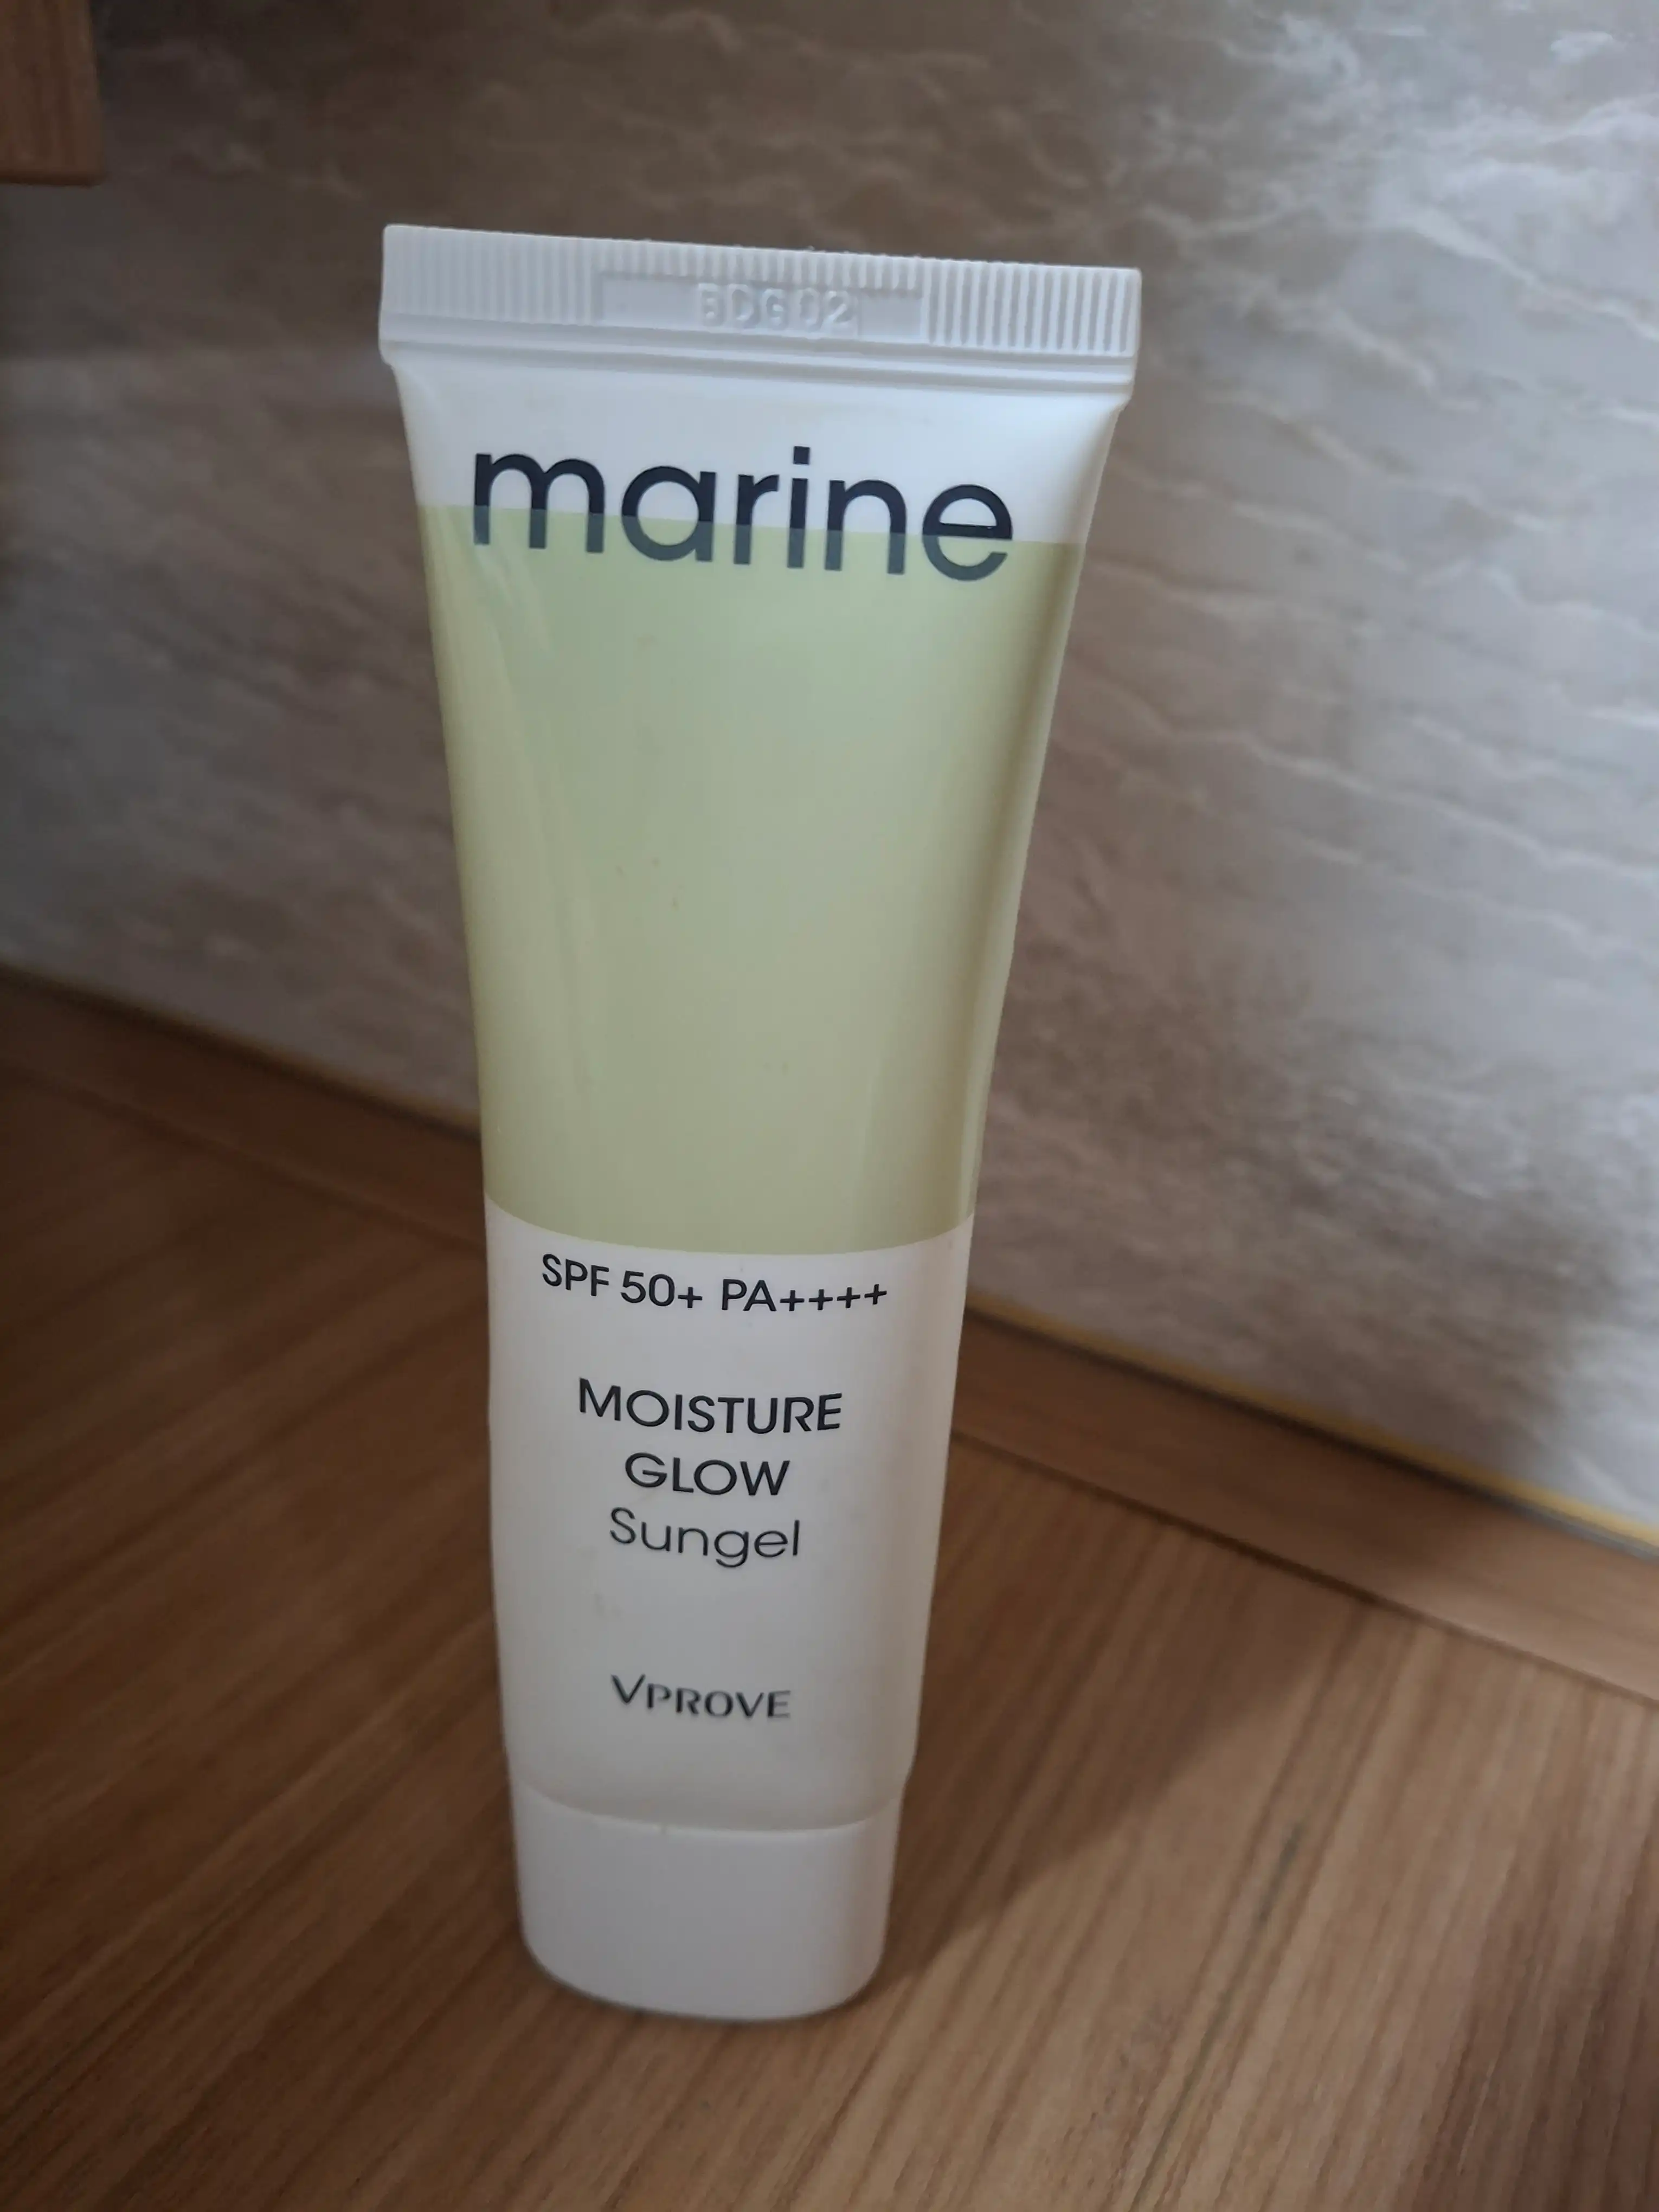 marine
SPF 50+ PA++++
MOISTURE
GLOW
Sungel
VPROVE